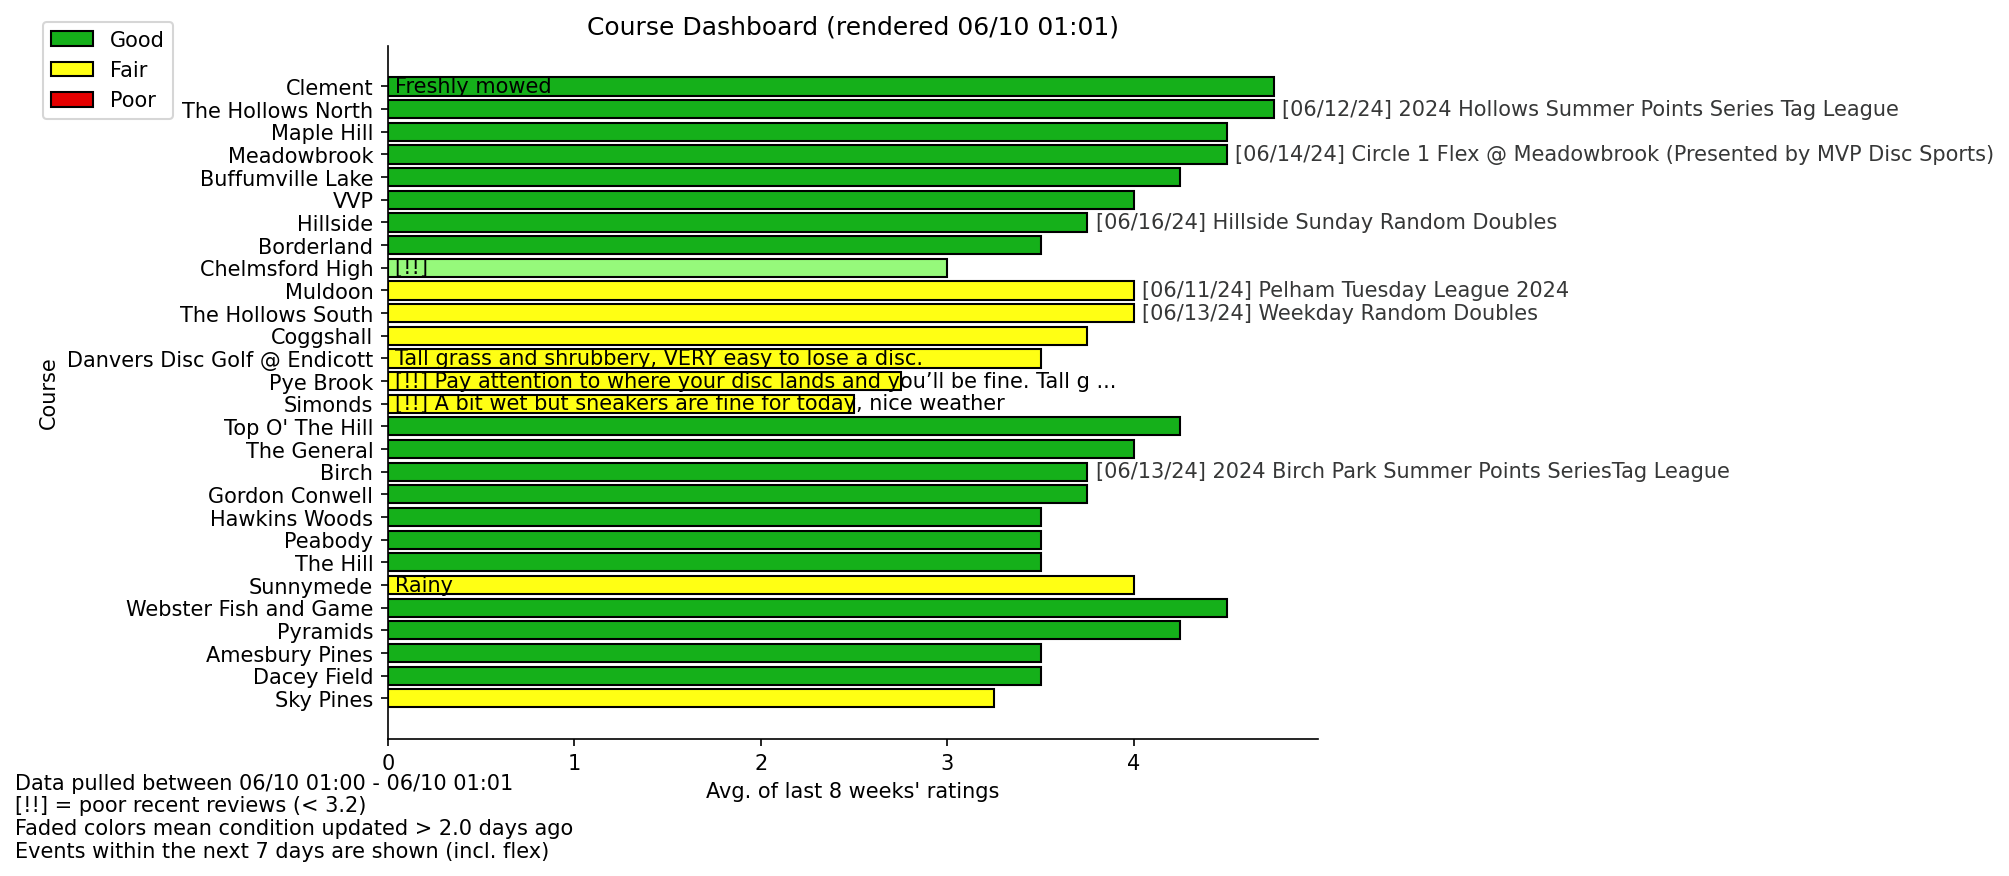 Course Dashboard (rendered 06/10 01:01)
Good
Fair
Poor
Clement Freshly mowed
The Hollows North [06/12/24] 2024 Hollows Summer Points Series Tag League
Maple Hill
Meadowbrook [06/14/24] Circle 1 Flex @ Meadowbrook (Presented by MVP Disc Sports)
Buffumville Lake
VVP
Hillside [06/16/24] Hillside Sunday Random Doubles
Borderland
Chelmsford High [!!]
Muldoon [06/11/24] Pelham Tuesday League 2024
The Hollows South [06/13/24] Weekday Random Doubles
Coggshall
Danvers Disc Golf @ Endicott Tall grass and shrubbery, VERY easy to lose a disc.
Pye Brook [!!] Pay attention to where your disc lands and you’ll be fine. Tall g ...
Simonds [!!] A bit wet but sneakers are fine for today, nice weather
Top O' The Hill
The General
Birch [06/13/24] 2024 Birch Park Summer Points SeriesTag League
Gordon Conwell
Hawkins Woods
Peabody
The Hill
Sunnymede Rainy
Webster Fish and Game
Pyramids
Amesbury Pines
Dacey Field
Sky Pines
Course
0 1 2 3 4
Avg. of last 8 weeks' ratings
Data pulled between 06/10 01:00 - 06/10 01:01
[!!] = poor recent reviews (< 3.2)
Faded colors mean condition updated > 2.0 days ago
Events within the next 7 days are shown (incl. flex)